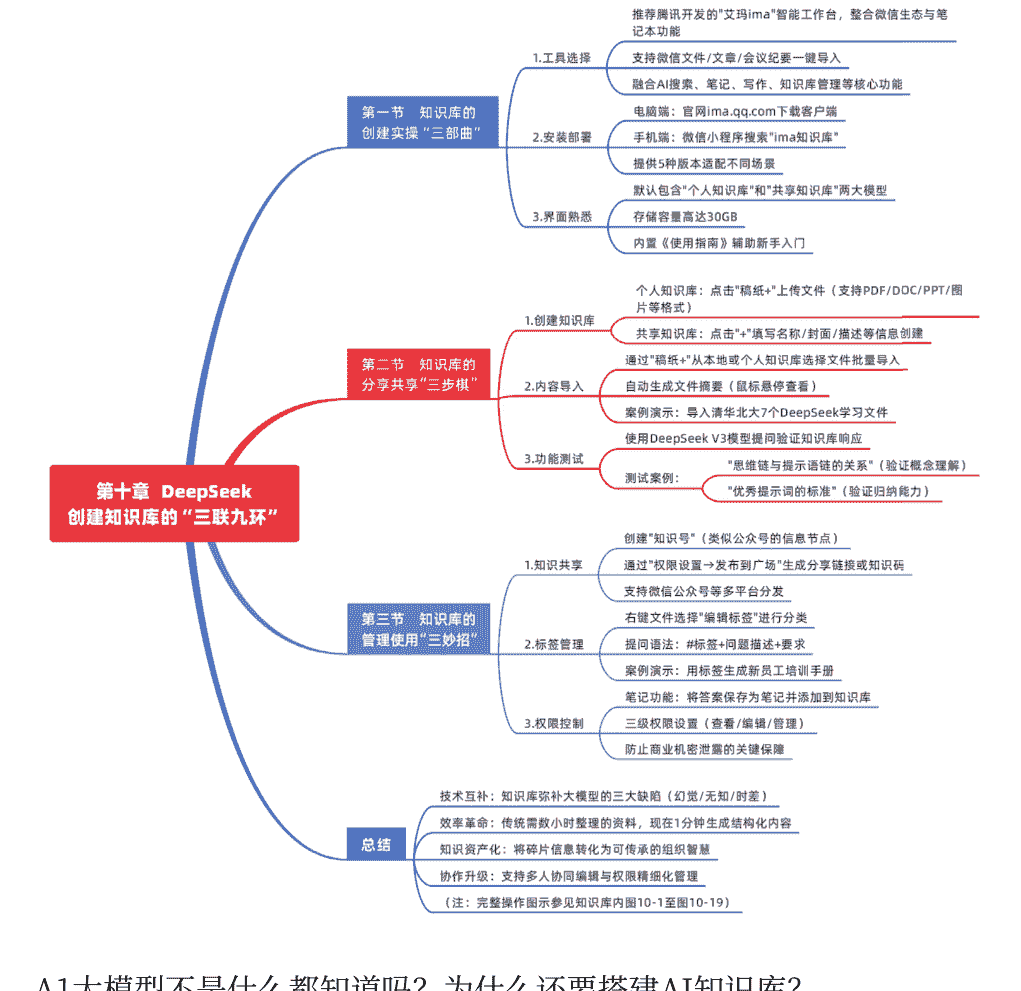 第十章 DeepSeek
创建知识库的“三联九环”
第一节 知识库的
创建实操“三部曲”
1.工具选择
推荐腾讯开发的"艾玛ima"智能工作台，整合微信生态与笔
记本功能
支持微信文件/文章/会议纪要一键导入
融合AI搜索、笔记、写作、知识库管理等核心功能
2.安装部署
电脑端：官网ima.qq.com下载客户端
手机端：微信小程序搜索"ima知识库"
提供5种版本适配不同场景
3.界面熟悉
默认包含"个人知识库"和"共享知识库"两大模型
存储容量高达30GB
内置《使用指南》辅助新手入门
第二节 知识库的
分享共享“三步棋”
1.创建知识库
个人知识库：点击"稿纸+"上传文件（支持PDF/DOC/PPT/图
片等格式）
共享知识库：点击"+"填写名称/封面/描述等信息创建
2.内容导入
通过"稿纸+"从本地或个人知识库选择文件批量导入
自动生成文件摘要（鼠标悬停查看）
案例演示：导入清华北大7个DeepSeek学习文件
3.功能测试
使用DeepSeek V3模型提问验证知识库响应
测试案例：
"思维链与提示语链的关系"（验证概念理解）
"优秀提示词的标准"（验证归纳能力）
第三节 知识库的
管理使用“三妙招”
1.知识共享
创建"知识号"（类似公众号的信息节点）
通过"权限设置→发布到广场"生成分享链接或知识码
支持微信公众号等多平台分发
2.标签管理
右键文件选择"编辑标签"进行分类
提问语法：#标签+问题描述+要求
案例演示：用标签生成新员工培训手册
3.权限控制
笔记功能：将答案保存为笔记并添加到知识库
三级权限设置（查看/编辑/管理）
防止商业机密泄露的关键保障
总结
技术互补：知识库弥补大模型的三大缺陷（幻觉/无知/时差）
效率革命：传统需数小时整理的资料，现在1分钟生成结构化内容
知识资产化：将碎片信息转化为可传承的组织智慧
协作升级：支持多人协同编辑与权限精细化管理
（注：完整操作图示参见知识库内图10-1至图10-19）
A1大模型不是什么都知道吗？为什么还要搭建AI知识库？